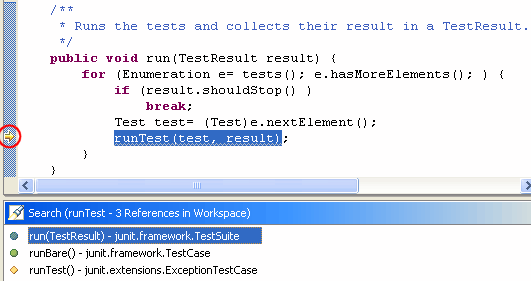 /**
* Runs the tests and collects their result in a TestResult.
*/
public void run(TestResult result) {
for (Enumeration e= tests(); e.hasMoreElements(); ) {
if (result.shouldStop() )
break;
Test test= (Test)e.nextElement();
runTest(test, result);
}
}
Search (runTest - 3 References in Workspace)
run(TestResult) - junit.framework.TestSuite
runBare() - junit.framework.TestCase
runTest() - junit.extensions.ExceptionTestCase